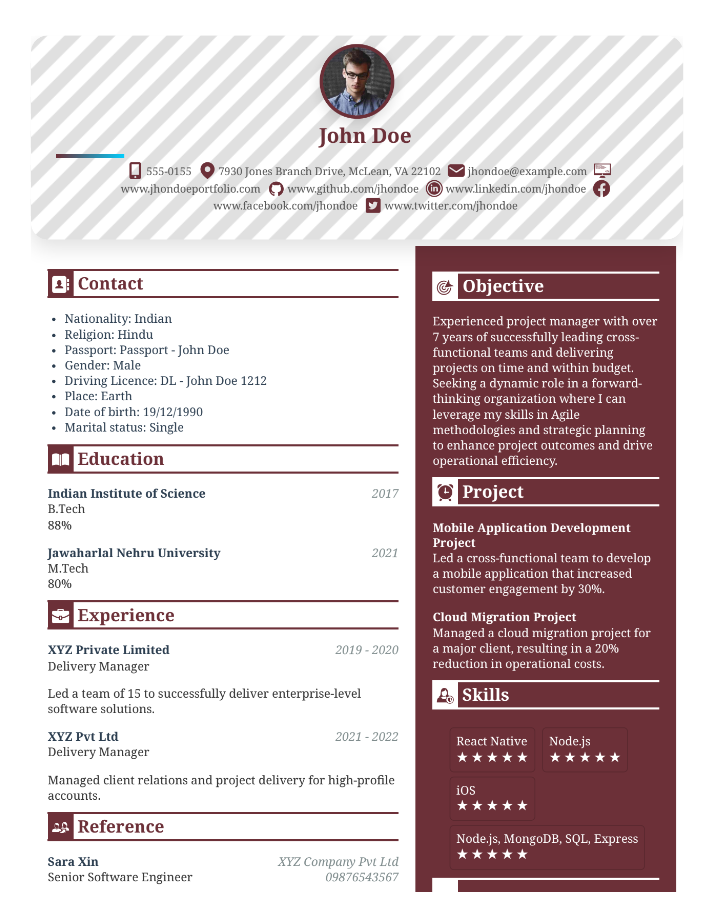 John Doe
555-0155 7930 Jones Branch Drive, McLean, VA 22102 jhondoe@example.com
www.jhondoeportfolio.com www.github.com/jhondoe www.linkedin.com/jhondoe
www.facebook.com/jhondoe www.twitter.com/jhondoe
Contact
Nationality: Indian
Religion: Hindu
Passport: Passport - John Doe
Gender: Male
Driving Licence: DL - John Doe 1212
Place: Earth
Date of birth: 19/12/1990
Marital status: Single
Education
Indian Institute of Science 2017
B.Tech
88%
Jawaharlal Nehru University 2021
M.Tech
80%
Experience
XYZ Private Limited 2019 - 2020
Delivery Manager
Led a team of 15 to successfully deliver enterprise-level
software solutions.
XYZ Pvt Ltd 2021 - 2022
Delivery Manager
Managed client relations and project delivery for high-profile
accounts.
Reference
Sara Xin XYZ Company Pvt Ltd
Senior Software Engineer 09876543567
Objective
Experienced project manager with over
7 years of successfully leading cross-
functional teams and delivering
projects on time and within budget.
Seeking a dynamic role in a forward-
thinking organization where I can
leverage my skills in Agile
methodologies and strategic planning
to enhance project outcomes and drive
operational efficiency.
Project
Mobile Application Development
Project
Led a cross-functional team to develop
a mobile application that increased
customer engagement by 30%.
Cloud Migration Project
Managed a cloud migration project for
a major client, resulting in a 20%
reduction in operational costs.
Skills
React Native Node.js
★★★★★ ★★★★★
iOS
★★★★★
Node.js, MongoDB, SQL, Express
★★★★★